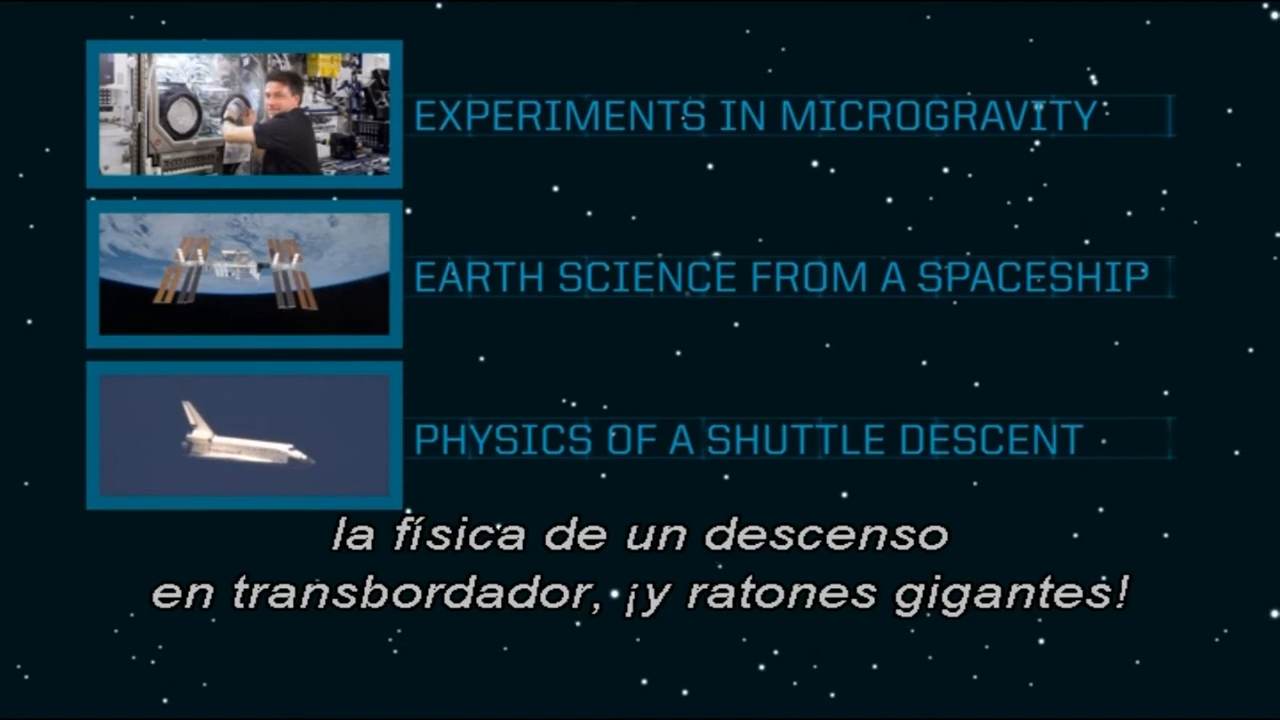 EXPERIMENTS IN MICROGRAVITY
EARTH SCIENCE FROM A SPACESHIP
PHYSICS OF A SHUTTLE DESCENT
la física de un descenso
en transbordador, ¡y ratones gigantes!